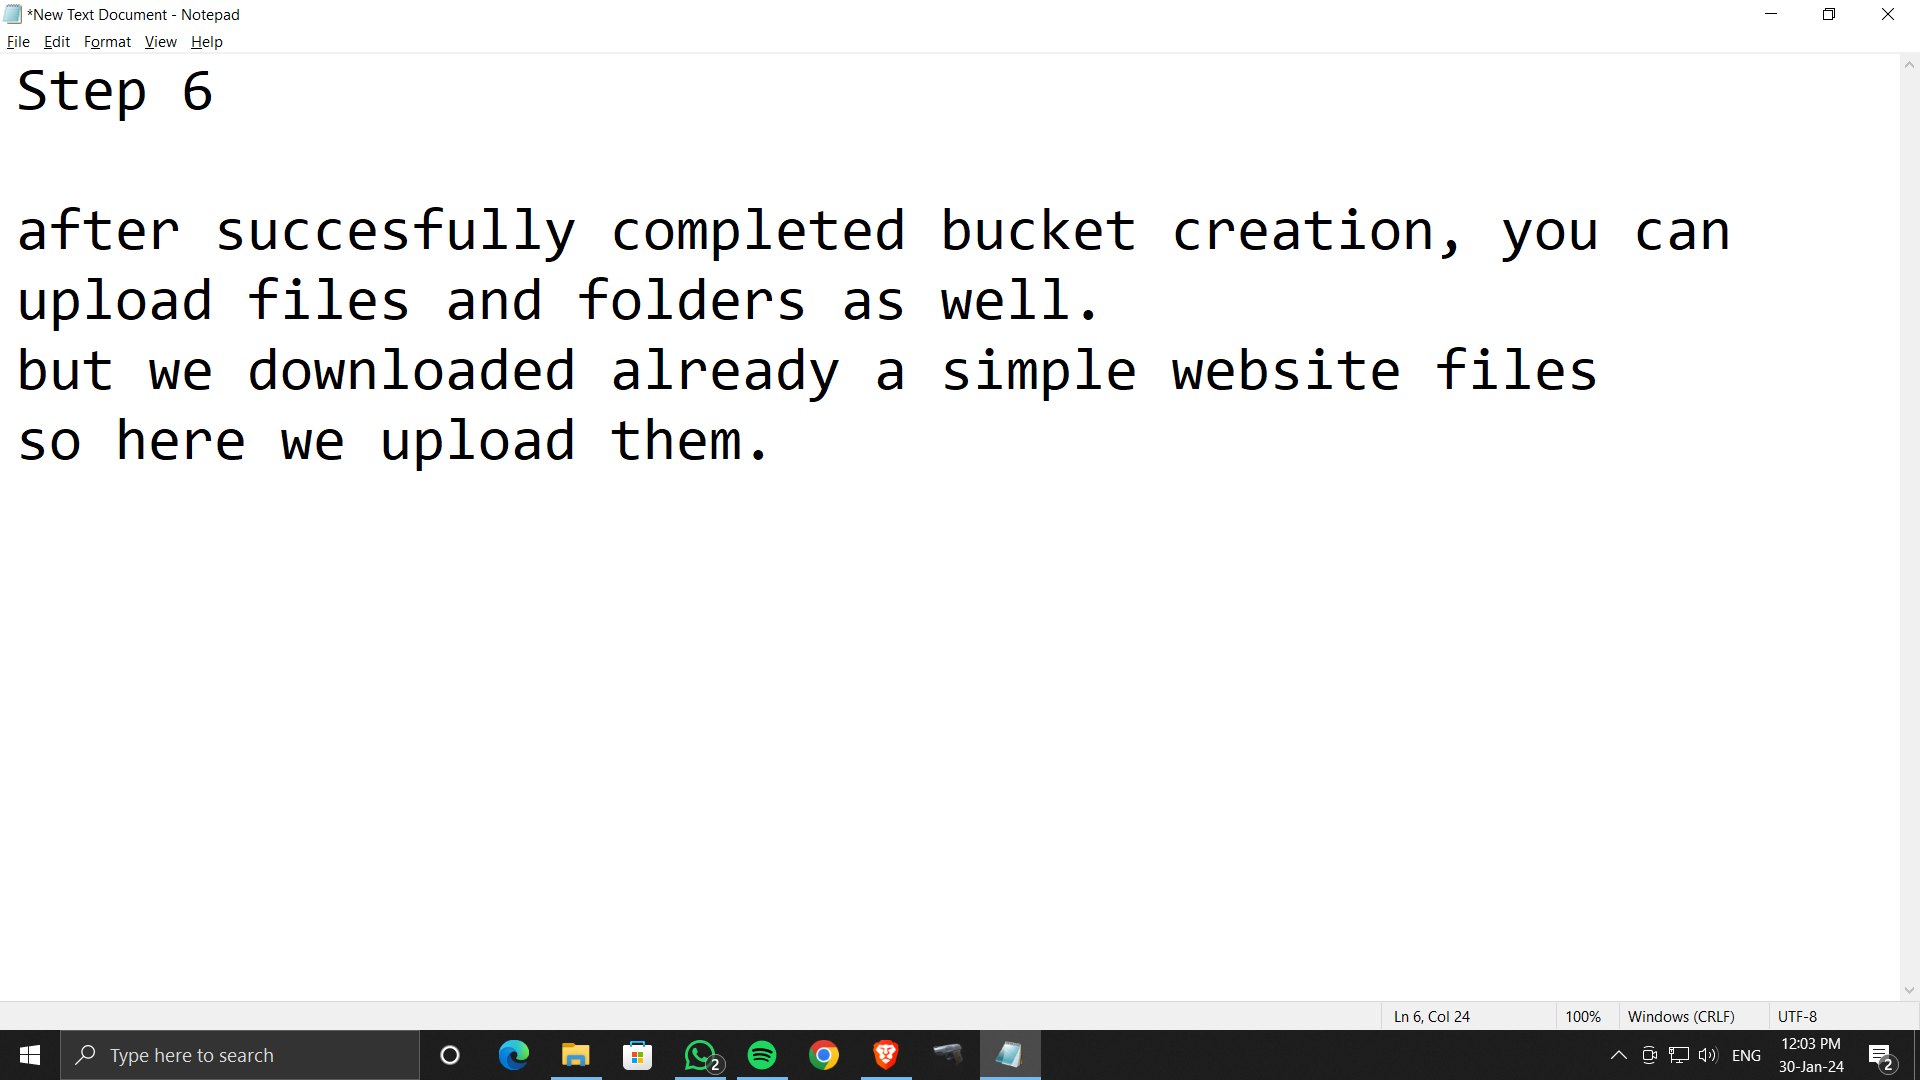 *New Text Document - Notepad
File Edit Format View Help
Step 6
after succesfully completed bucket creation, you can
upload files and folders as well.
but we downloaded already a simple website files
so here we upload them.
Ln 6, Col 24 100% Windows (CRLF) UTF-8
Type here to search
2
ENG
12:03 PM
30-Jan-24
2